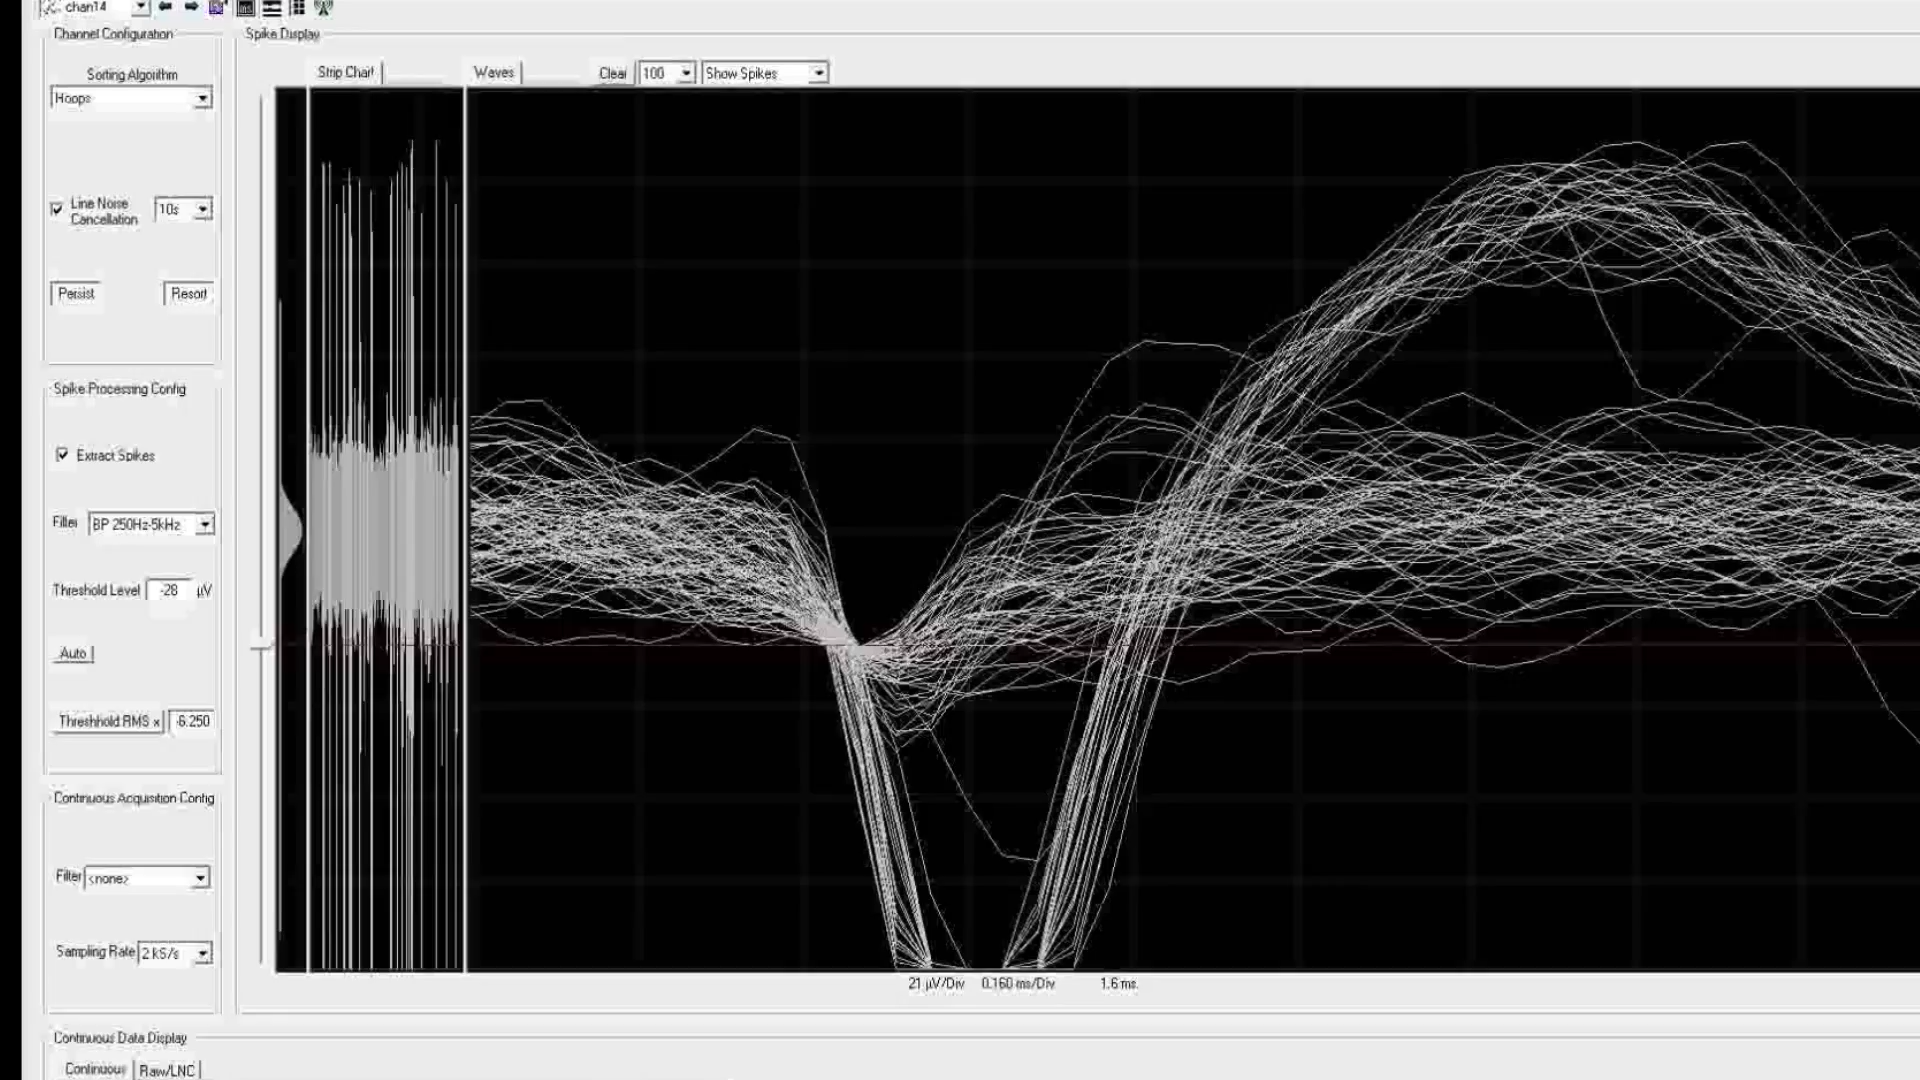 chan14
Channel Configuration
Sorting Algorithm
Hoops
Line Noise
Cancellation
10s
Persist
Resort
Spike Processing Config
Extract Spikes
Filter
BP 250Hz-5kHz
Threshold Level
-28
µV
Auto
Threshhold RMS x
-6.250
Continuous Acquisition Config
Filter
<none>
Sampling Rate
2 kS/s
Continuous Data Display
Continuous
Raw/LNC
Spike Display
Strip Chart
Waves
Clear
100
Show Spikes
21 µV/Div
0.160 ms/Div
1.6 ms.